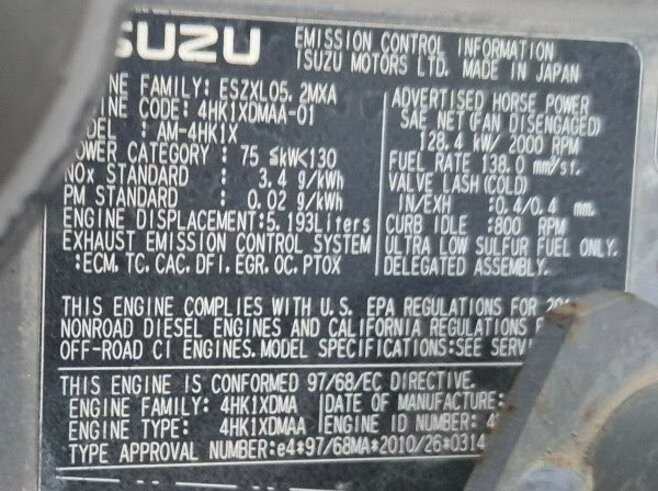 SUZU
EMISSION CONTROL INFORMATION
ISUZU MOTORS LTD. MADE IN JAPAN
NE FAMILY: ESZXL05.2MXA
INE CODE: 4HK1XDMAA-01
DEL : AM-4HK1X
OWER CATEGORY : 75 ≤kW<130
NOx STANDARD : 3.4 g/kWh
PM STANDARD : 0.02 g/kWh
ENGINE DISPLACEMENT:5.193Liters
EXHAUST EMISSION CONTROL SYSTEM
:ECM, TC, CAC, DFI, EGR, OC, PTOX
ADVERTISED HORSE POWER
SAE NET (FAN DISENGAGED)
128.4 kW/ 2000 RPM
FUEL RATE 138.0 mm³/st.
VALVE LASH (COLD)
IN/EXH :0.4/0.4 mm.
CURB IDLE :800 RPM
ULTRA LOW SULFUR FUEL ONLY.
DELEGATED ASSEMBLY.
THIS ENGINE COMPLIES WITH U.S. EPA REGULATIONS FOR 20
NONROAD DIESEL ENGINES AND CALIFORNIA REGULATIONS F
OFF-ROAD CI ENGINES. MODEL SPECIFICATIONS:SEE SERV
THIS ENGINE IS CONFORMED 97/68/EC DIRECTIVE.
ENGINE FAMILY: 4HK1XDMA
DATE OF MANUFACTURE:
ENGINE TYPE: 4HK1XDMAA
ENGINE ID NUMBER: 4
TYPE APPROVAL NUMBER:e4*97/68MA*2010/26*0314